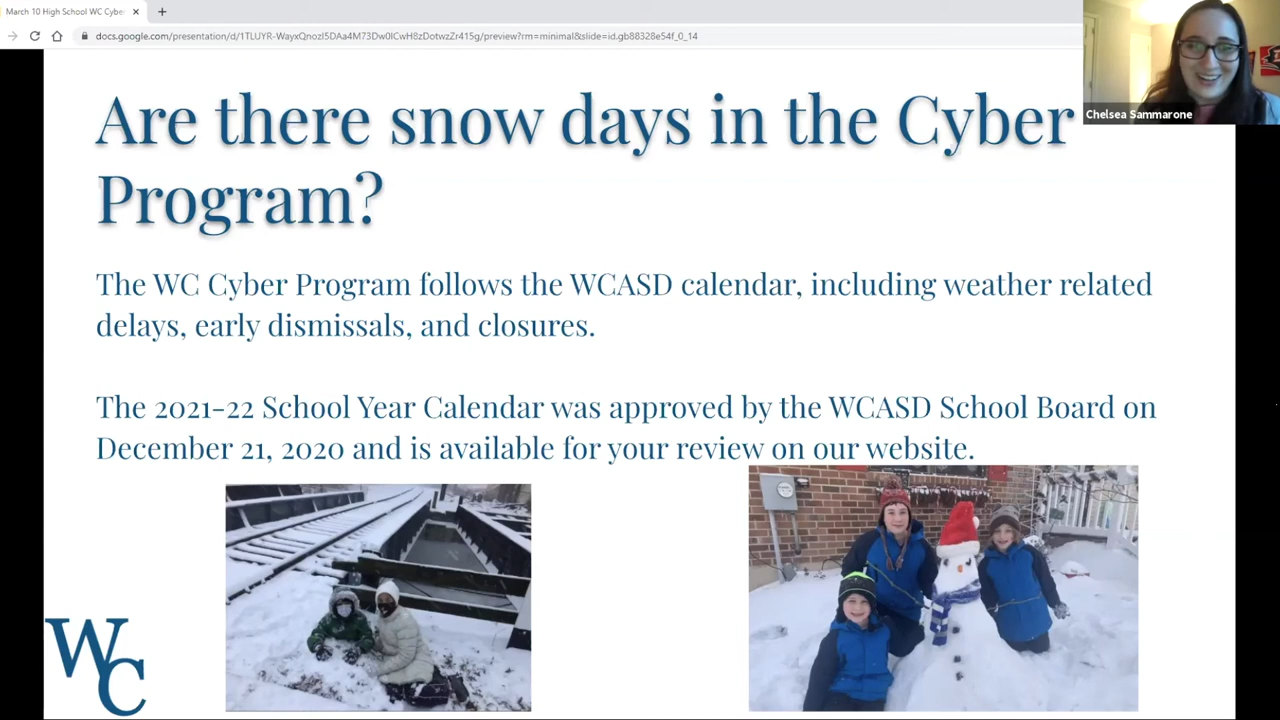 March 10 High School WC Cyber
docs.google.com/presentation/d/1TLUYR-WayxQnozI5DAa4M73Dw0ICwH8zDotwzZr415g/preview?rm=minimal&slide=id.gb88328e54f_0_14
Chelsea Sammarone
Are there snow days in the Cyber
Program?
The WC Cyber Program follows the WCASD calendar, including weather related
delays, early dismissals, and closures.
The 2021-22 School Year Calendar was approved by the WCASD School Board on
December 21, 2020 and is available for your review on our website.
WC